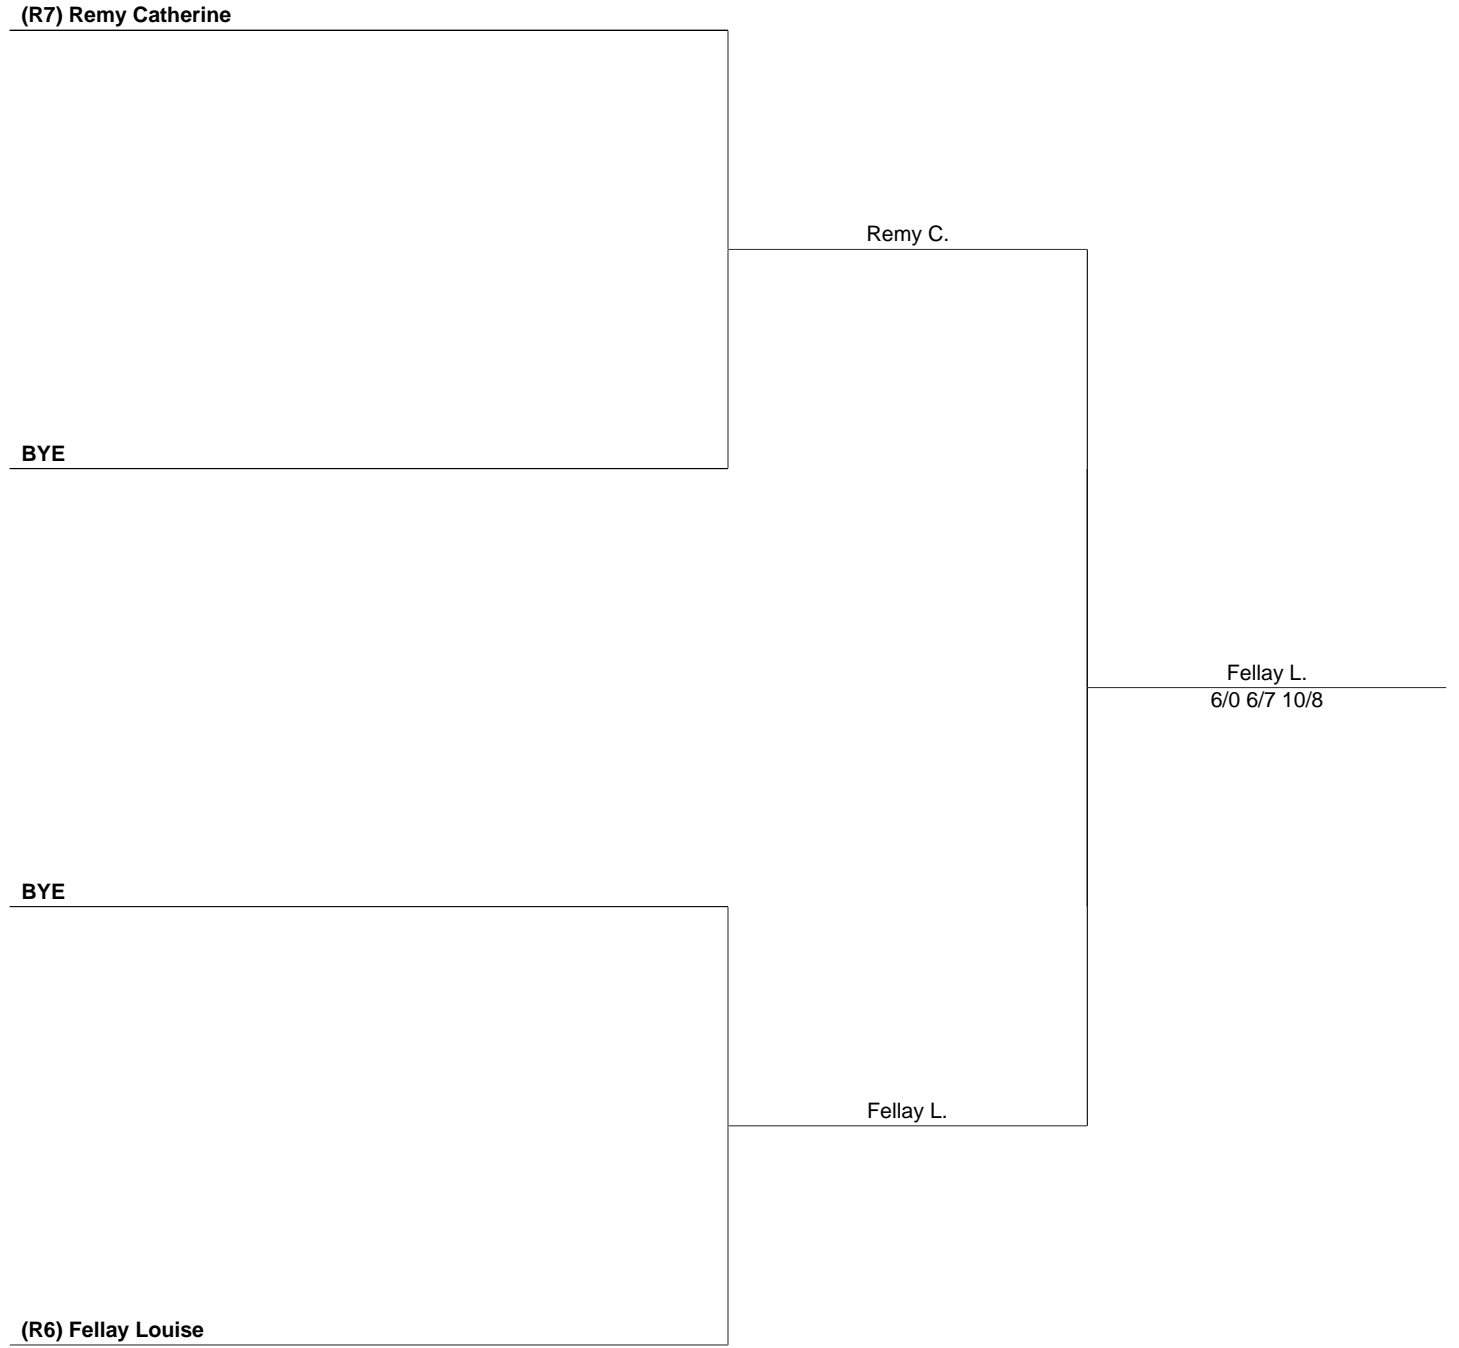 (R7) Remy Catherine
Remy C.
BYE
Fellay L.
6/0 6/7 10/8
BYE
Fellay L.
(R6) Fellay Louise